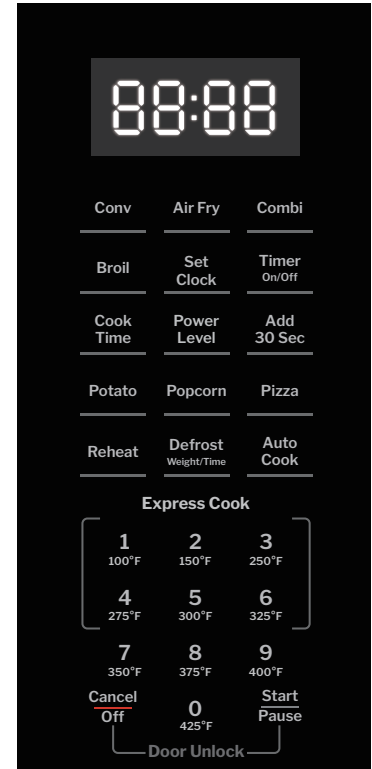 88:88
Conv Air Fry Combi
Broil Set Clock Timer On/Off
Cook Time Power Level Add 30 Sec
Potato Popcorn Pizza
Reheat Defrost Weight/Time Auto Cook
Express Cook
1 2 3
100°F 150°F 250°F
4 5 6
275°F 300°F 325°F
7 8 9
350°F 375°F 400°F
Cancel Off 0 425°F Start Pause
Door Unlock